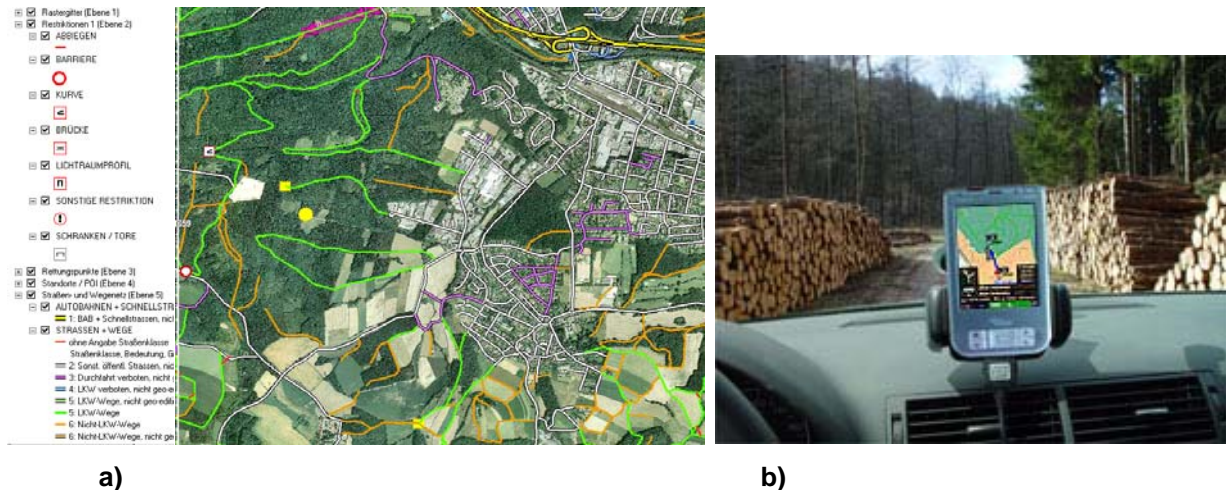 Rastergitter (Ebene 1)
Restriktionen 1 (Ebene 2)
ABBIEGEN
BARRIERE
KURVE
BRÜCKE
LICHTRAUMPROFIL
SONSTIGE RESTRIKTION
SCHRANKEN / TORE
Rettungspunkte (Ebene 3)
Standorte / POI (Ebene 4)
Straßen- und Wegenetz (Ebene 5)
AUTOBAHNEN + SCHNELLSTR
1: BAB + Schnellstrassen, nic
STRASSEN + WEGE
ohne Angabe Straßenklasse
Straßenklasse, Bedeutung, G
2: Sonst. öffentl. Strassen, nic
3: Durchfahrt verboten, nicht g
4: LKW verboten, nicht geo-e
5: LKW-Wege, nicht geo-editi
5: LKW-Wege
6: Nicht-LKW-Wege
6: Nicht-LKW-Wege, nicht ge
a)
b)